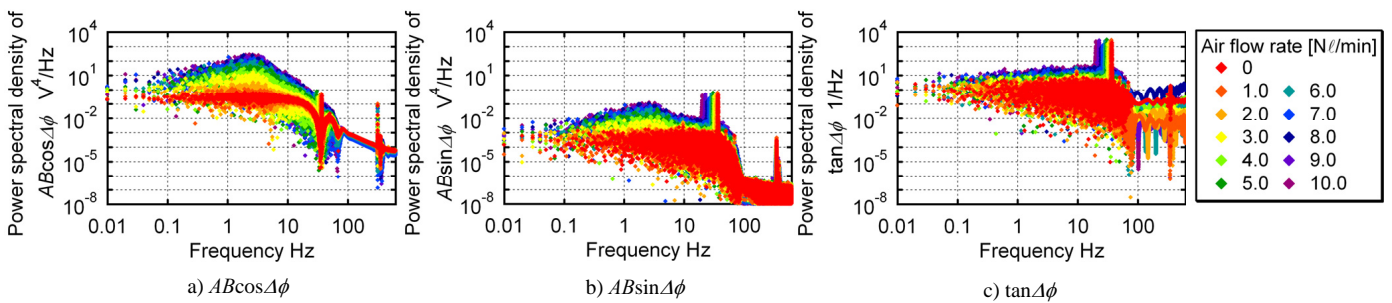 Power spectral density of
ABcosΔϕ V⁴/Hz
10⁴
10¹
10⁻²
10⁻⁵
10⁻⁸
0.01 0.1 1 10 100
Frequency Hz
a) ABcosΔϕ
Power spectral density of
ABsinΔϕ V⁴/Hz
10⁴
10¹
10⁻²
10⁻⁵
10⁻⁸
0.01 0.1 1 10 100
Frequency Hz
b) ABsinΔϕ
Power spectral density of
tanΔϕ 1/Hz
10⁴
10¹
10⁻²
10⁻⁵
10⁻⁸
0.01 0.1 1 10 100
Frequency Hz
c) tanΔϕ
Air flow rate [Nℓ/min]
0
1.0 6.0
2.0 7.0
3.0 8.0
4.0 9.0
5.0 10.0